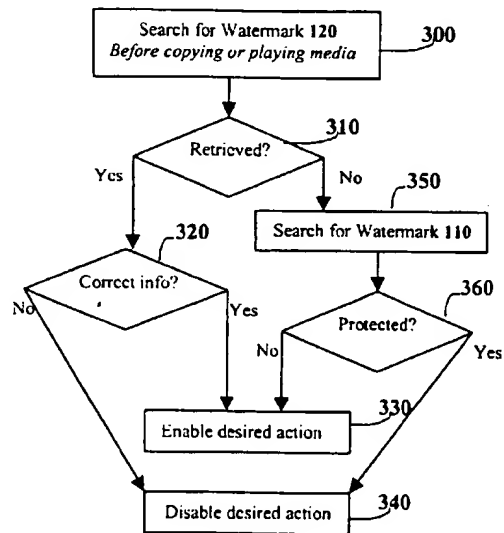 Search for Watermark 120
Before copying or playing media
300
310
Retrieved?
Yes
No
350
Search for Watermark 110
320
Correct info?
No
Yes
360
Protected?
No
Yes
330
Enable desired action
340
Disable desired action